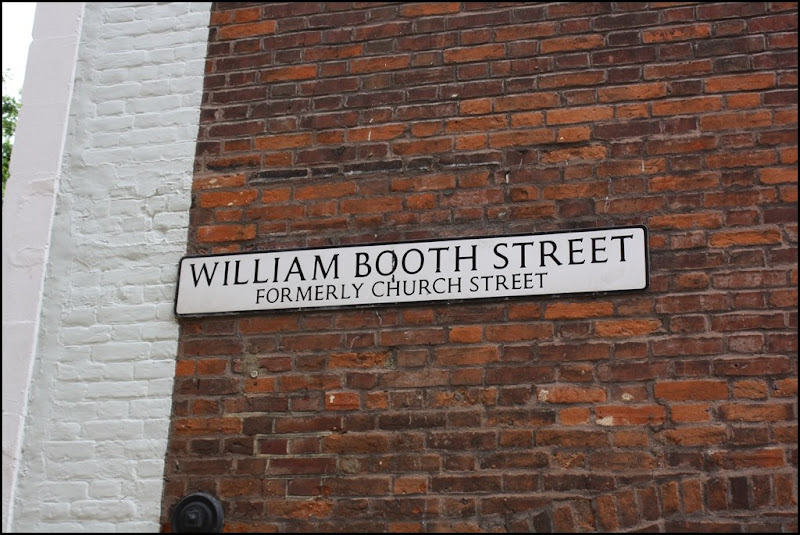 WILLIAM BOOTH STREET
FORMERLY CHURCH STREET